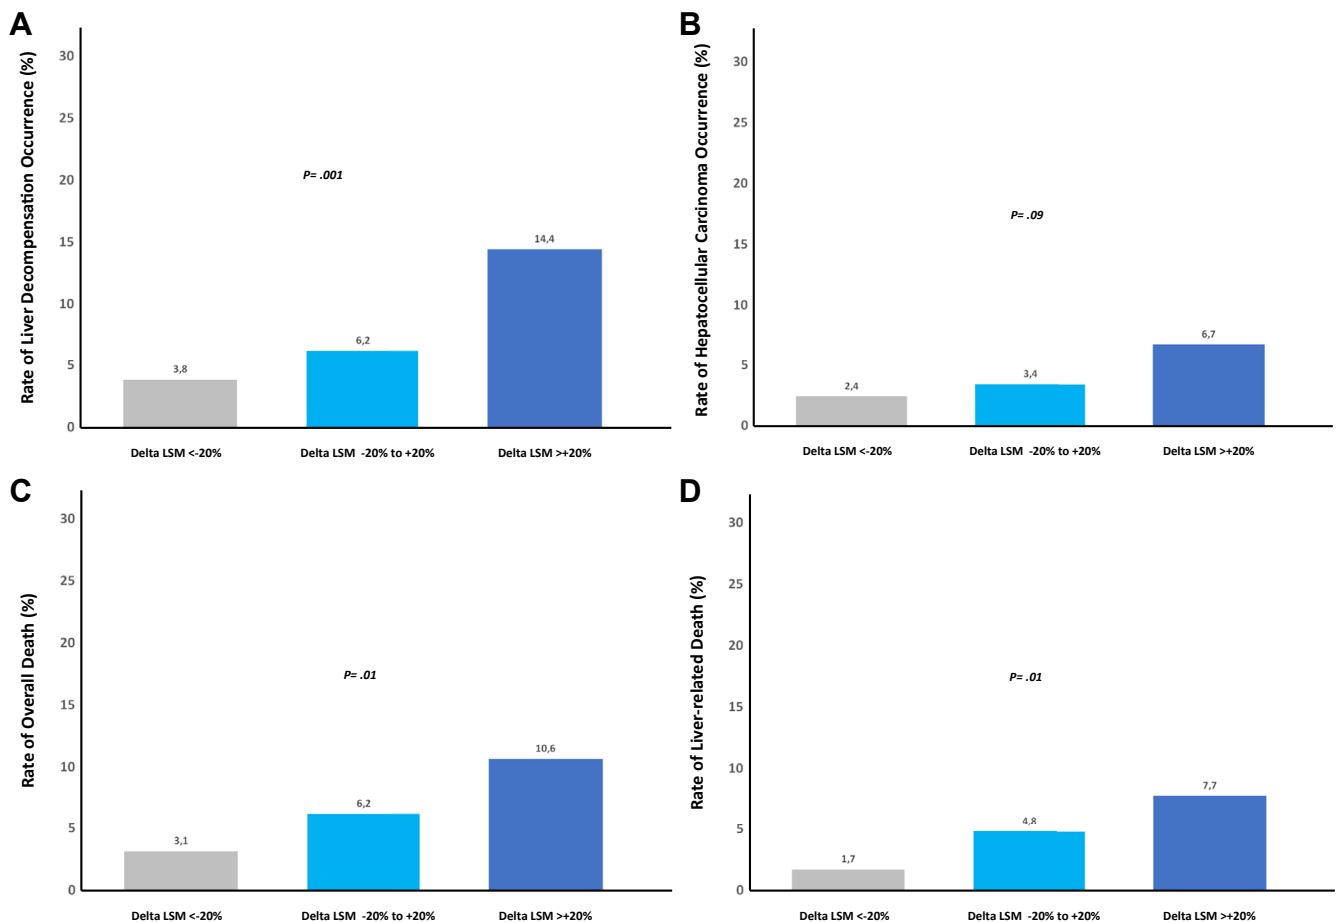 A
Rate of Liver Decompensation Occurrence (%)
30
25
20
15
10
5
0
P= .001
3,8
6,2
14,4
Delta LSM <-20%
Delta LSM -20% to +20%
Delta LSM >+20%
B
Rate of Hepatocellular Carcinoma Occurrence (%)
30
25
20
15
10
5
0
P= .09
2,4
3,4
6,7
Delta LSM <-20%
Delta LSM -20% to +20%
Delta LSM >+20%
C
Rate of Overall Death (%)
30
25
20
15
10
5
0
P= .01
3,1
6,2
10,6
Delta LSM <-20%
Delta LSM -20% to +20%
Delta LSM >+20%
D
Rate of Liver-related Death (%)
30
25
20
15
10
5
0
P= .01
1,7
4,8
7,7
Delta LSM <-20%
Delta LSM -20% to +20%
Delta LSM >+20%